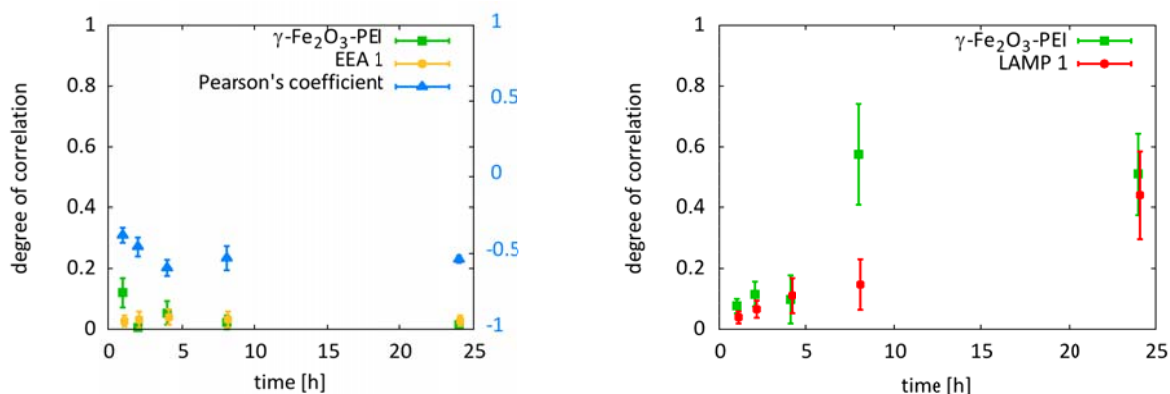 1
0.8
0.6
0.4
0.2
0
degree of correlation
γ-Fe2O3-PEI
EEA 1
Pearson's coefficient
1
0.5
0
-0.5
-1
0 5 10 15 20 25
time [h]
1
0.8
0.6
0.4
0.2
0
degree of correlation
γ-Fe2O3-PEI
LAMP 1
0 5 10 15 20 25
time [h]